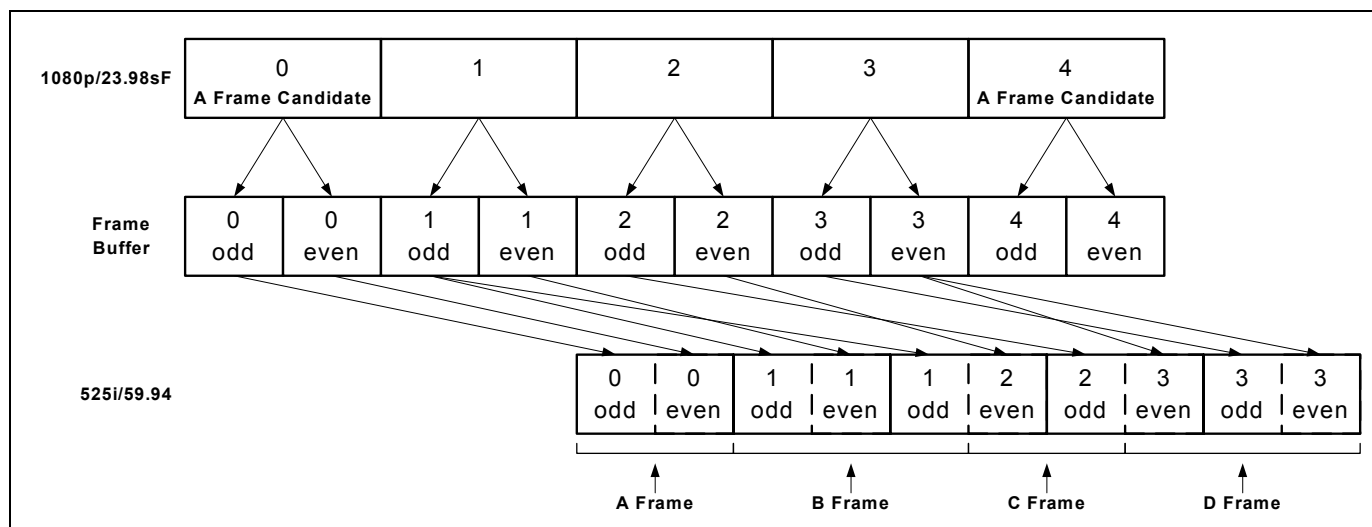 1080p/23.98sF
0 1 2 3 4
A Frame Candidate A Frame Candidate
Frame
Buffer
0 0 1 1 2 2 3 3 4 4
odd even odd even odd even odd even odd even
525i/59.94
0 0 1 1 1 2 2 3 3 3
odd even odd even odd even odd even odd even
A Frame B Frame C Frame D Frame